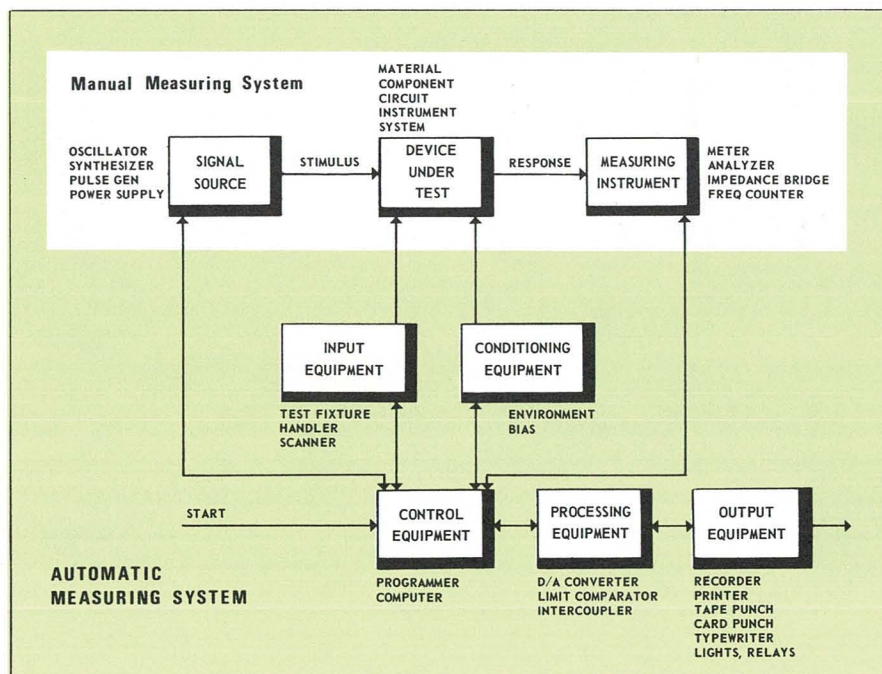 Manual Measuring System
MATERIAL
COMPONENT
CIRCUIT
INSTRUMENT
SYSTEM
OSCILLATOR
SYNTHESIZER
PULSE GEN
POWER SUPPLY
SIGNAL
SOURCE
STIMULUS
DEVICE
UNDER
TEST
RESPONSE
MEASURING
INSTRUMENT
METER
ANALYZER
IMPEDANCE BRIDGE
FREQ COUNTER
INPUT
EQUIPMENT
TEST FIXTURE
HANDLER
SCANNER
CONDITIONING
EQUIPMENT
ENVIRONMENT
BIAS
START
CONTROL
EQUIPMENT
PROGRAMMER
COMPUTER
PROCESSING
EQUIPMENT
D/A CONVERTER
LIMIT COMPARATOR
INTERCOUPLER
OUTPUT
EQUIPMENT
RECORDER
PRINTER
TAPE PUNCH
CARD PUNCH
TYPEWRITER
LIGHTS, RELAYS
AUTOMATIC
MEASURING SYSTEM